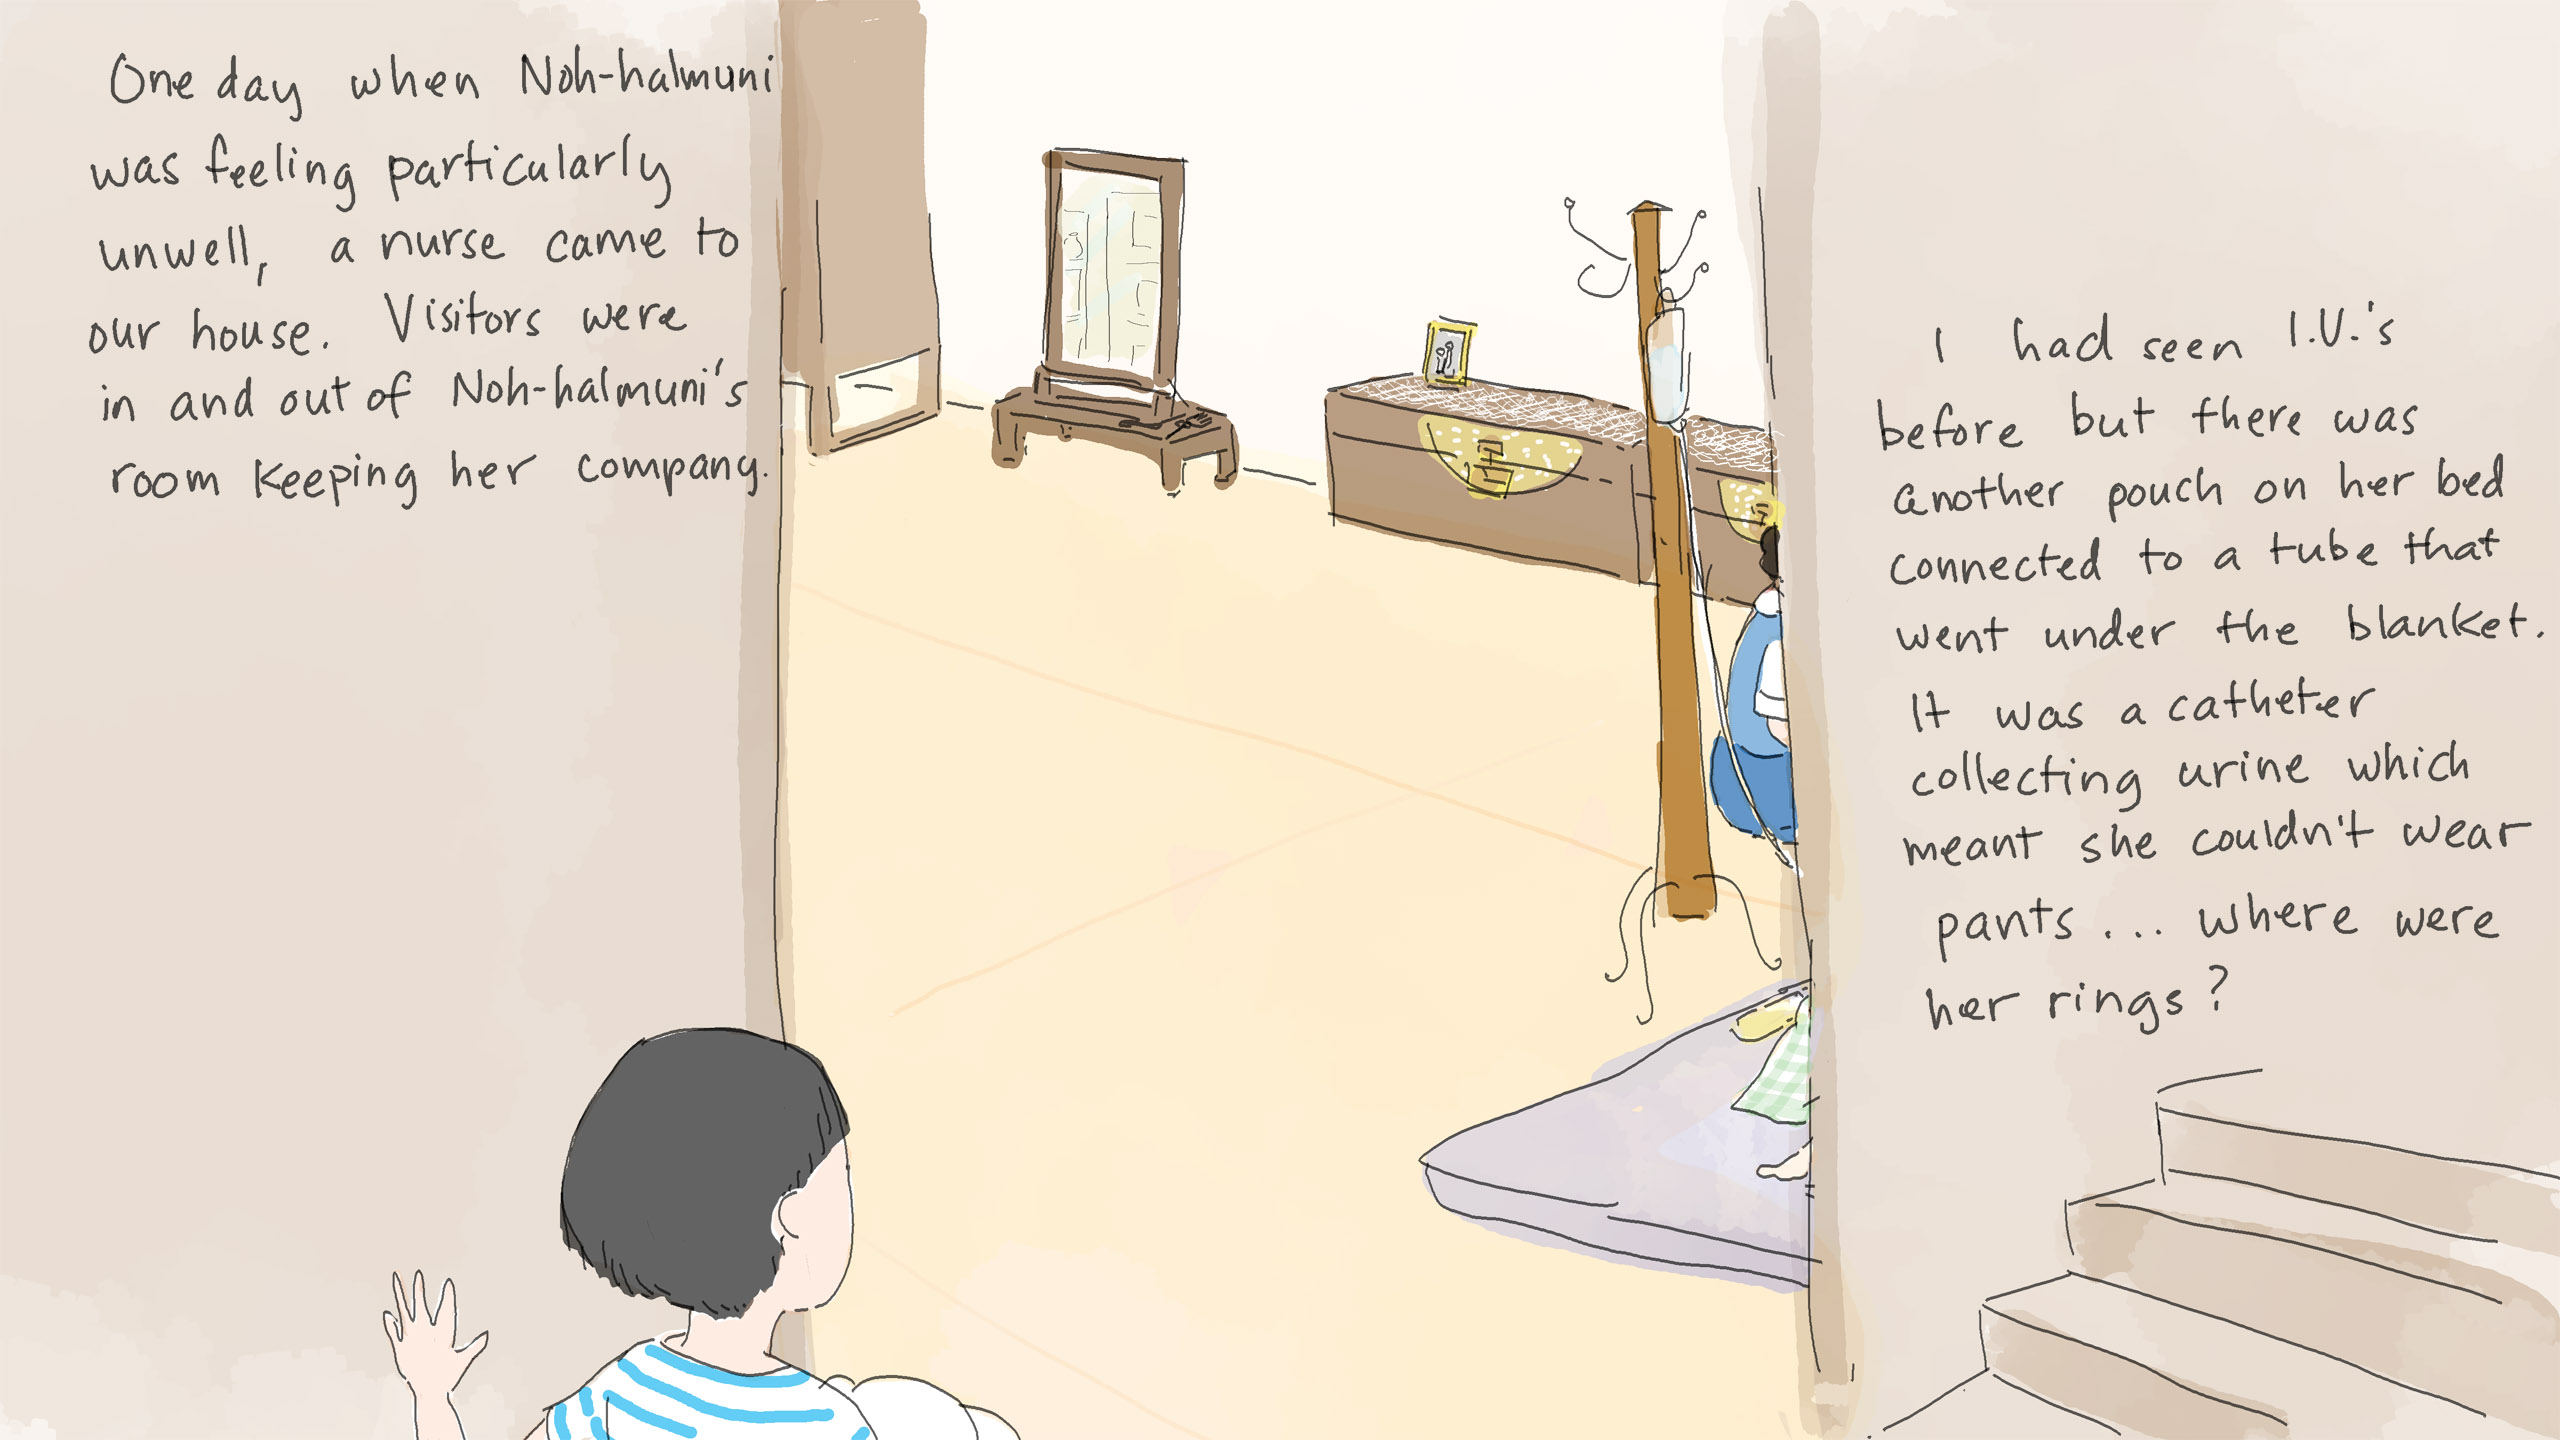 One day when Noh-halmuni
was feeling particularly
unwell, a nurse came to
our house. Visitors were
in and out of Noh-halmuni's
room keeping her company.
I had seen I.V.'s
before but there was
another pouch on her bed
connected to a tube that
went under the blanket.
It was a catheter
collecting urine which
meant she couldn't wear
pants... where were
her rings?